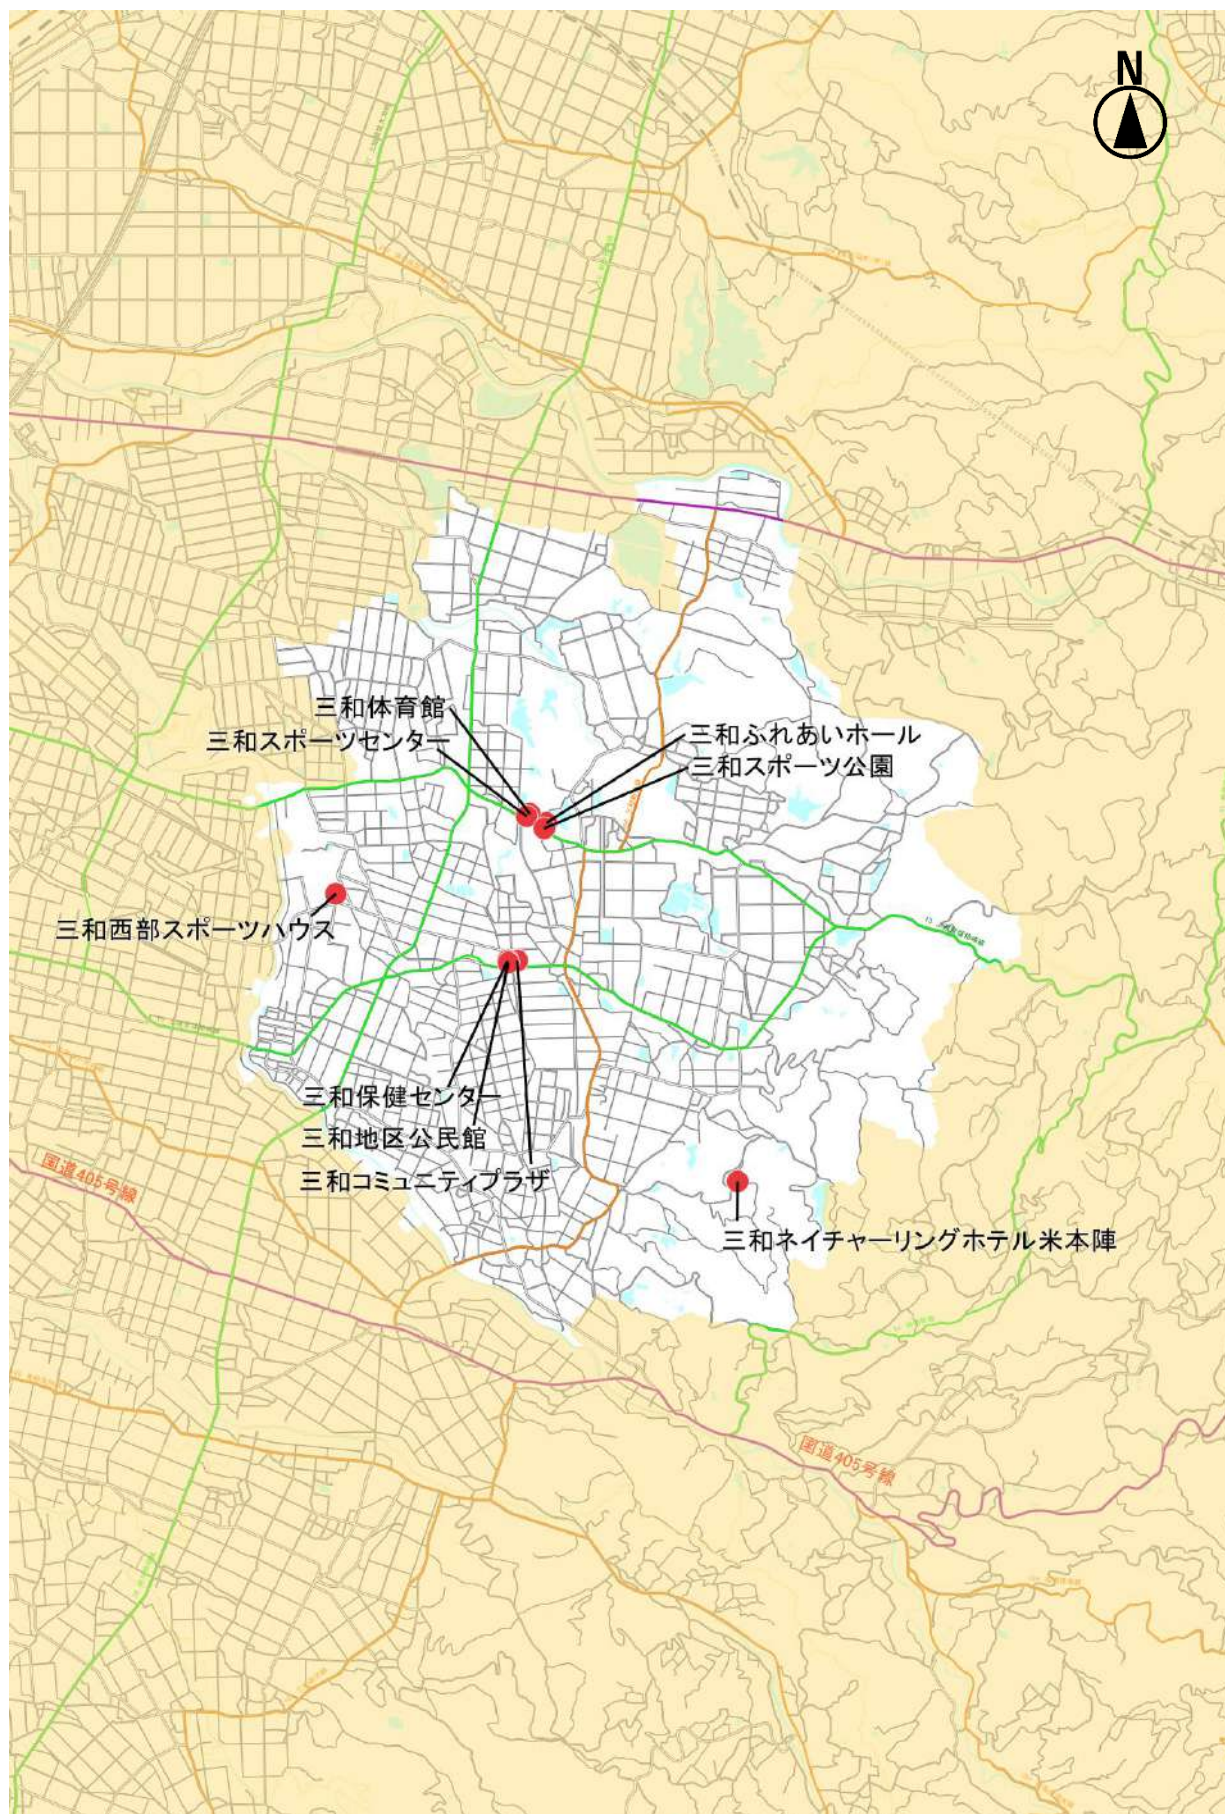 N
三和体育館
三和スポーツセンター
三和ふれあいホール
三和スポーツ公園
三和西部スポーツハウス
三和保健センター
三和地区公民館
三和コミュニティプラザ
国道405号線
三和ネイチャーリングホテル米本陣
国道405号線